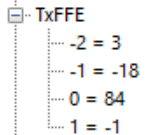 TxFFE
-2 = 3
-1 = -18
0 = 84
1 = -1